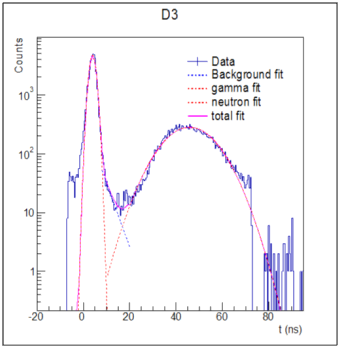 D3
Counts
Data
Background fit
gamma fit
neutron fit
total fit
10³
10²
10
1
-20 0 20 40 60 80
t (ns)